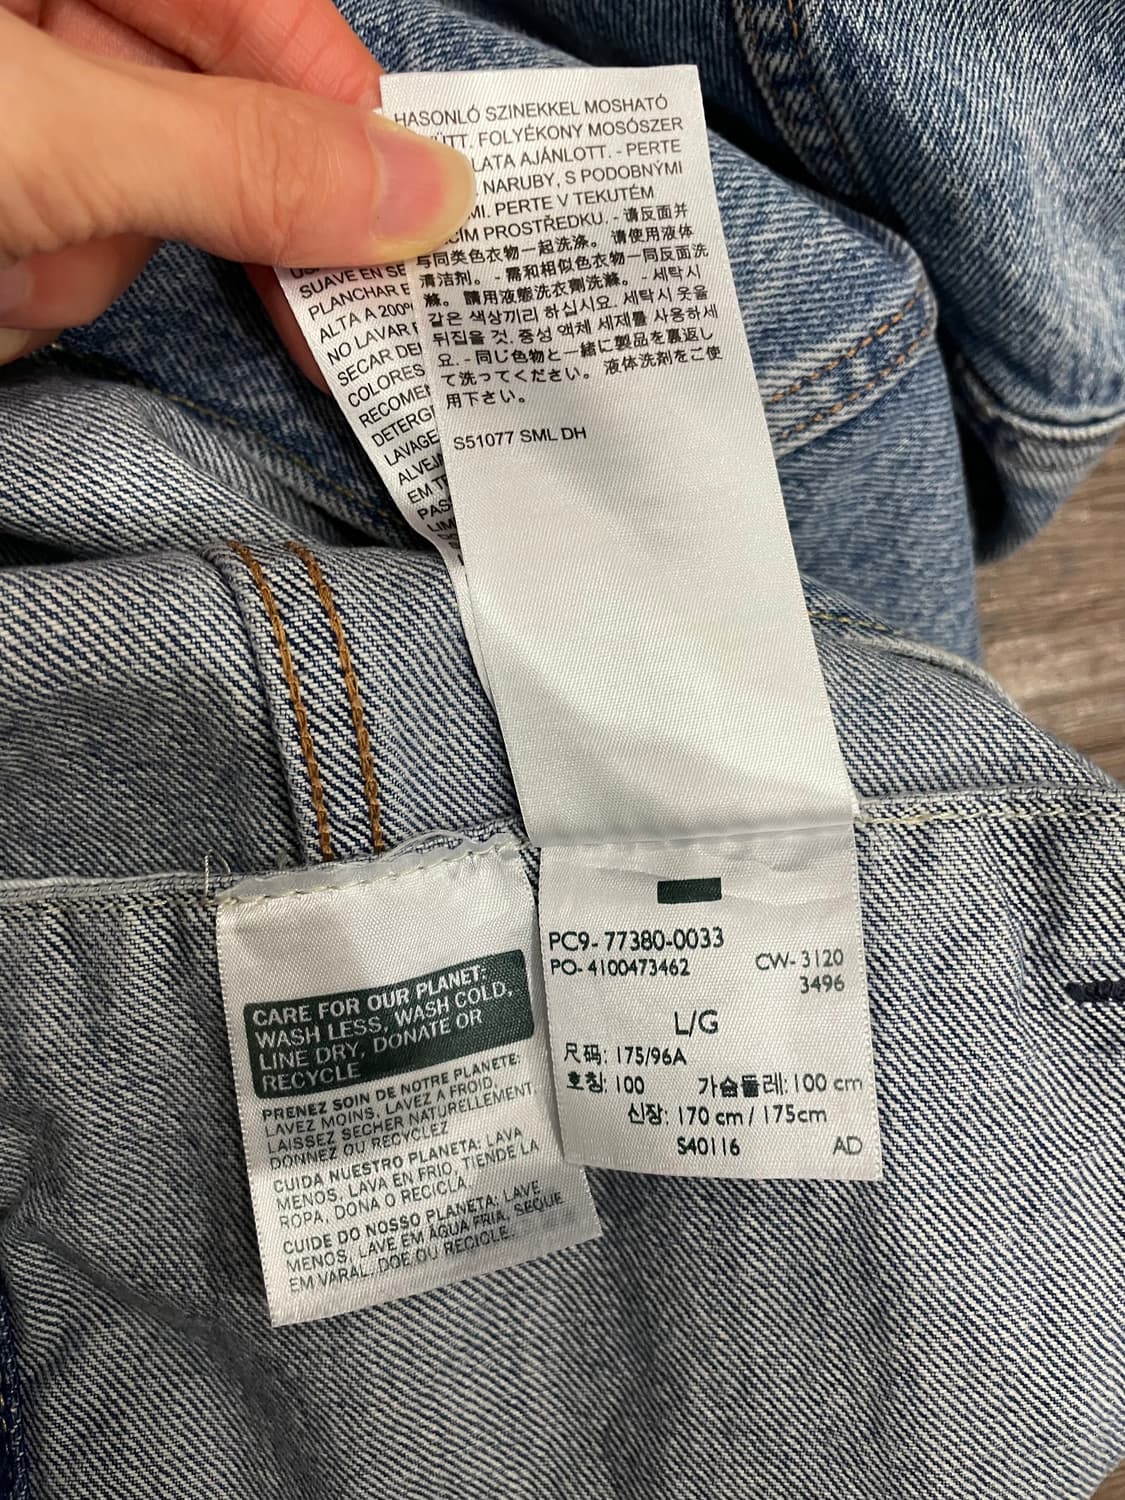 HASONLÓ SZINEKKEL MOSHATÓ
FOLYÉKONY MOSÓSZER
AJÁNLOTT. - PERTE
NARUBY, S PODOBNÝMI
PERTE V TEKUTÉM
PROSTŘEDKU. - 请反面并
与同类色衣物一起洗涤。 请使用液体
清洁剂。 - 需和相似色衣物一同反面洗
滌。 請用液態洗衣劑洗滌。 - 세탁시
같은 색상끼리 하십시요. 세탁시 옷을
뒤집을 것. 중성 액체 세제를 사용하세
요. - 同じ色物と一緒に製品を裏返し
て洗ってください。 液体洗剤をご使
用下さい。
S51077 SML DH
SUAVE EN
PLANCHAR
ALTA A 200º
NO LAVAR
SECAR
COLORES
LAVAGE
EM
CARE FOR OUR PLANET:
WASH LESS, WASH COLD,
LINE DRY, DONATE OR
RECYCLE
PRENEZ SOIN DE NOTRE PLANETE:
LAVEZ MOINS, LAVEZ A FROID,
LAISSEZ SECHER NATURELLEMENT.
DONNEZ OU RECYCLEZ
CUIDA NUESTRO PLANETA: LAVA
MENOS, LAVA EN FRIO, TIENDE LA
ROPA, DONA O RECICLA.
CUIDE DO NOSSO PLANETA: LAVE
MENOS, LAVE EM ÁGUA FRIA, SEQUE
EM VARAL. DOE OU RECICLE.
PC9-77380-0033
PO-4100473462
CW-3120
3496
L/G
尺码: 175/96A
호칭: 100 가슴둘레: 100 cm
신장: 170 cm / 175cm
S40116 AD